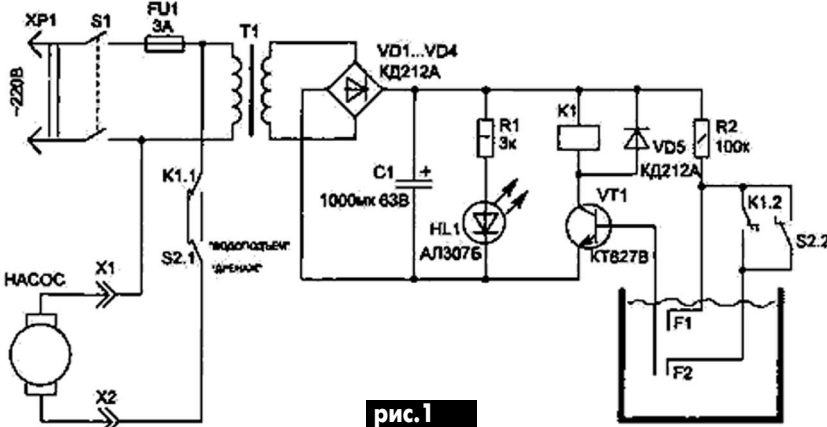 XP1
S1
FU1
3А
T1
~220В
VD1...VD4
КД212А
R1
3к
K1
VD5
КД212А
R2
100к
K1.1
C1
+
1000мк 63В
HL1
АЛ307Б
VT1
КТ827В
K1.2
S2.2
S2.1
"ВОДОПОДЪЕМ"
"ДРЕНАЖ"
НАСОС
X1
X2
F1
F2
рис.1